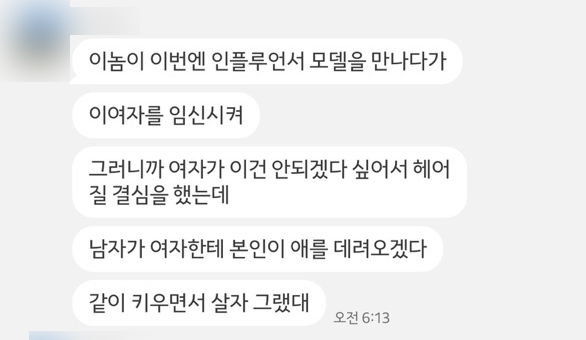 이놈이 이번엔 인플루언서 모델을 만나다가
이여자를 임신시켜
그러니까 여자가 이건 안되겠다 싶어서 헤어
질 결심을 했는데
남자가 여자한테 본인이 애를 데려오겠다
같이 키우면서 살자 그랬대
오전 6:13